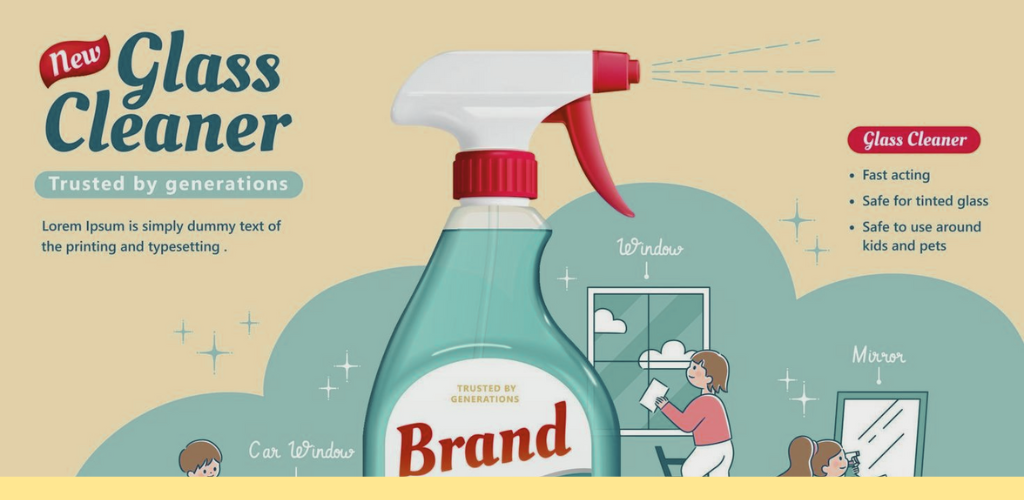 New
Glass
Cleaner
Trusted by generations
Lorem Ipsum is simply dummy text of
the printing and typesetting .
Glass Cleaner
• Fast acting
• Safe for tinted glass
• Safe to use around
kids and pets
Window
Mirror
Car Window
TRUSTED BY
GENERATIONS
Brand